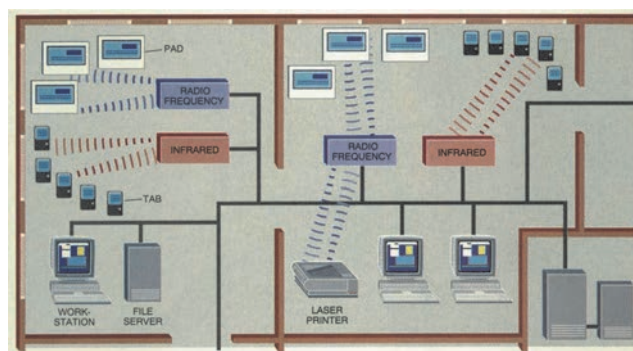 PAD
RADIO
FREQUENCY
INFRARED
TAB
WORK-
STATION
FILE
SERVER
RADIO
FREQUENCY
INFRARED
LASER
PRINTER